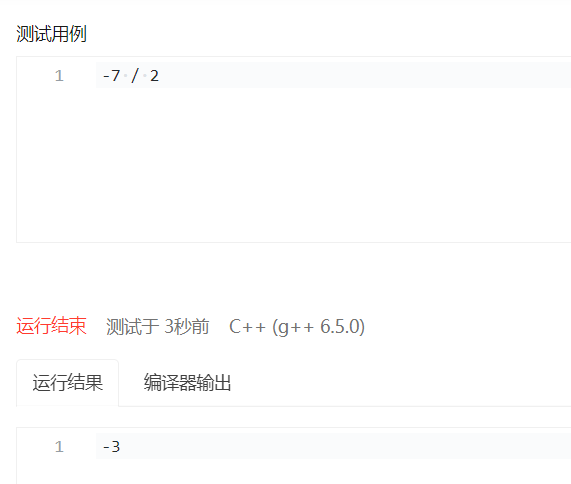 测试用例
1 -7 / 2
运行结束 测试于 3秒前 C++ (g++ 6.5.0)
运行结果 编译器输出
1 -3